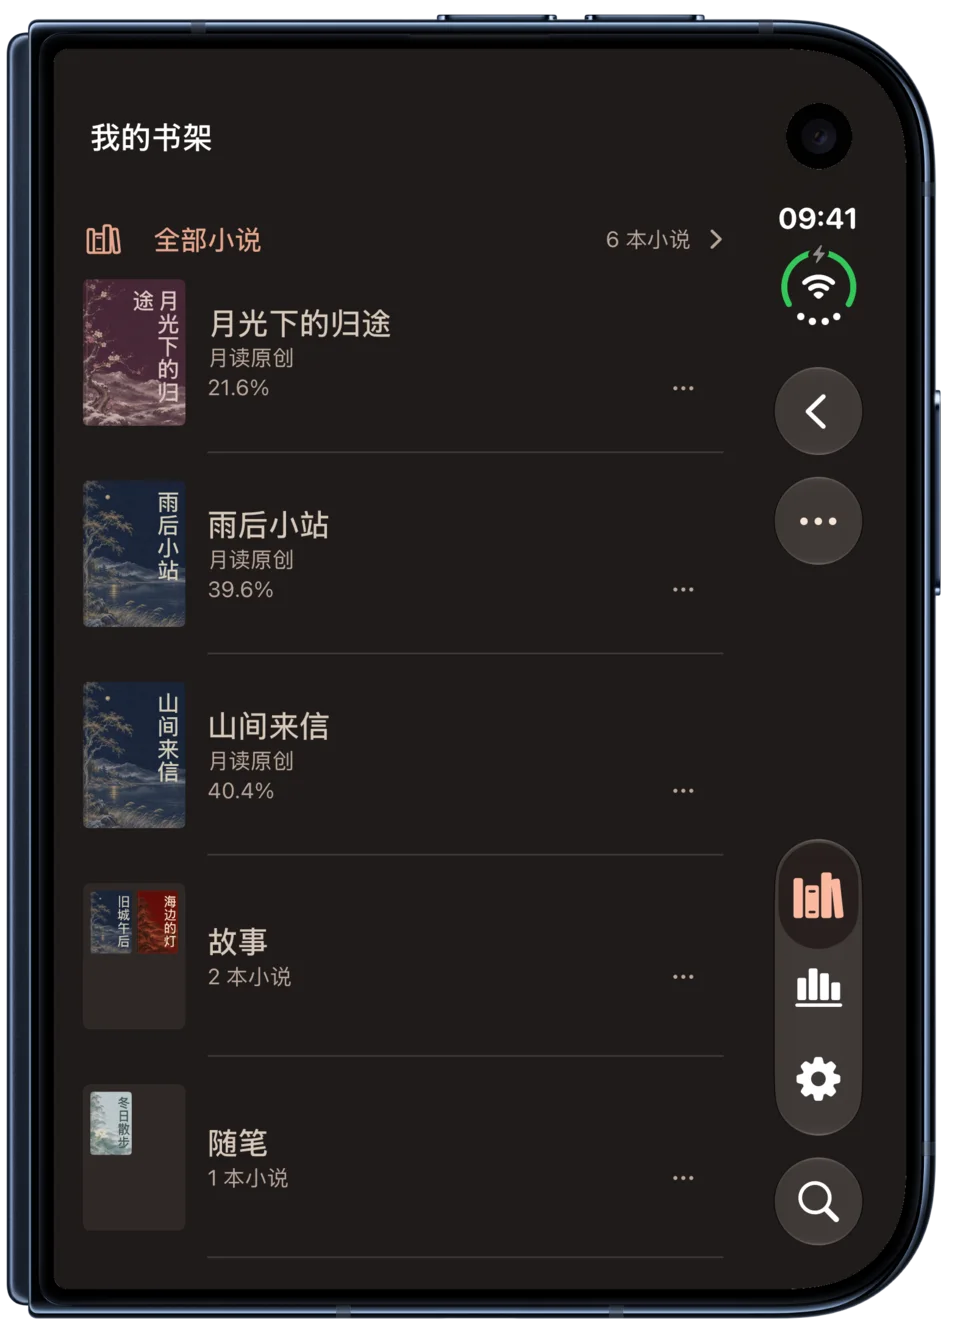 我的书架
09:41
全部小说
6 本小说
月光下的归途
月光下的归途
月读原创
21.6%
雨后小站
雨后小站
月读原创
39.6%
山间来信
山间来信
月读原创
40.4%
旧城午后
海边的灯
故事
2 本小说
冬日散步
随笔
1 本小说